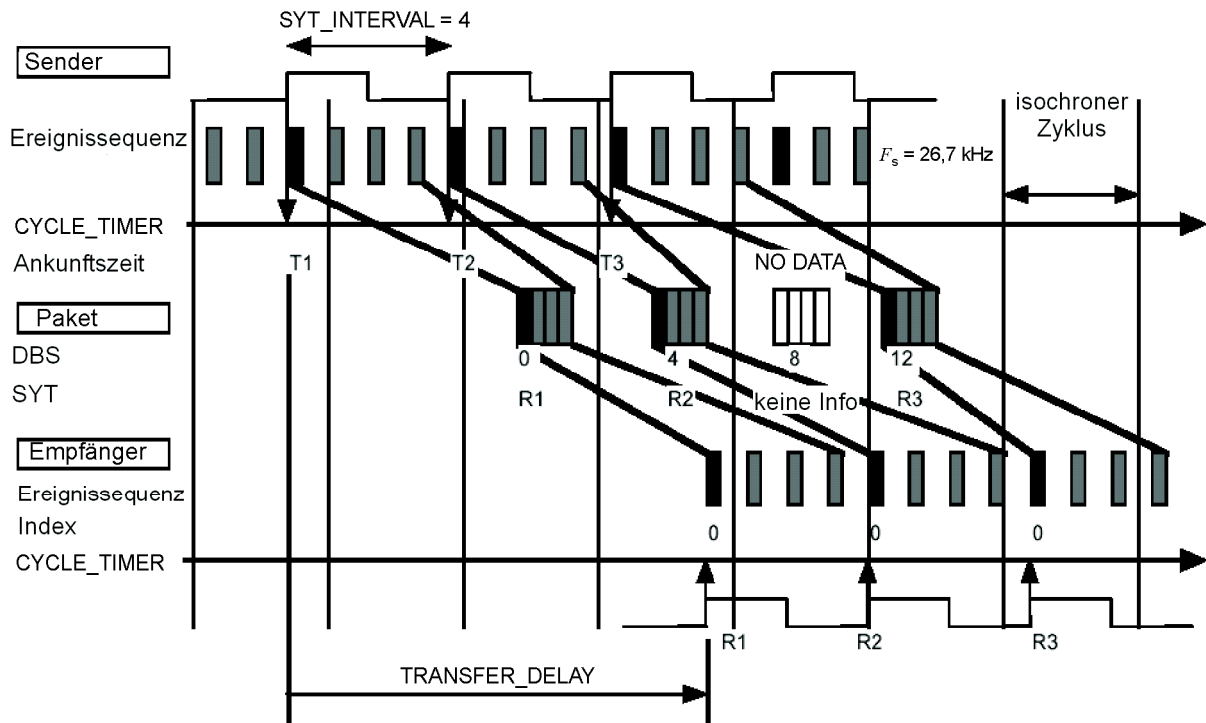 SYT_INTERVAL = 4
Sender
isochroner
Zyklus
Ereignissequenz
Fs = 26,7 kHz
CYCLE_TIMER
Ankunftszeit
T1
T2
T3
NO DATA
Paket
DBS
0
4
8
12
SYT
R1
R2
keine Info
R3
Empfänger
Ereignissequenz
Index
0
0
0
CYCLE_TIMER
R1
R2
R3
TRANSFER_DELAY